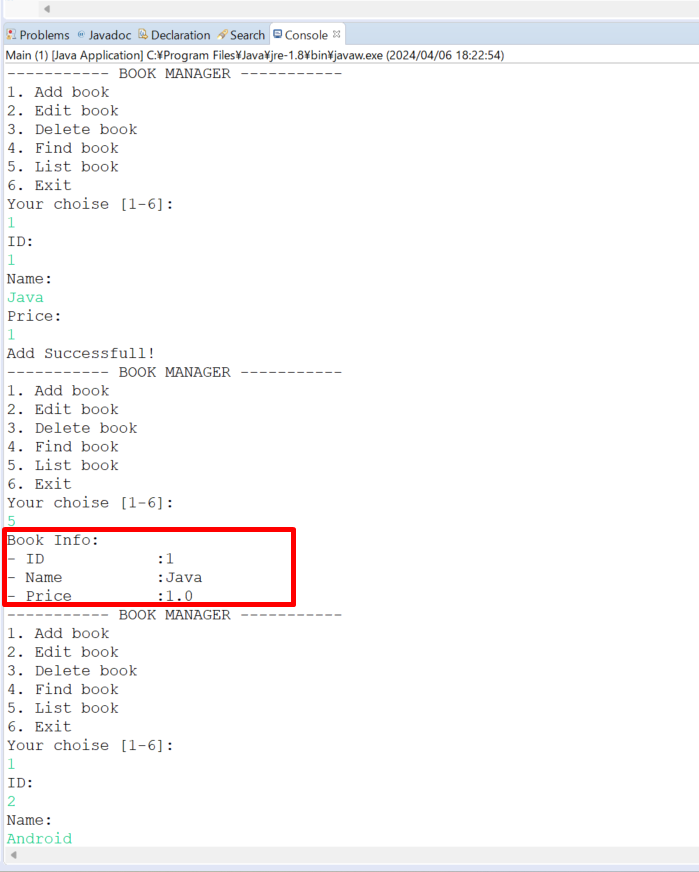 Problems Javadoc Declaration Search Console
Main (1) [Java Application] C:¥Program Files¥Java¥jre-1.8¥bin¥javaw.exe (2024/04/06 18:22:54)
----------- BOOK MANAGER -----------
1. Add book
2. Edit book
3. Delete book
4. Find book
5. List book
6. Exit
Your choise [1-6]:
1
ID:
1
Name:
Java
Price:
1
Add Successfull!
----------- BOOK MANAGER -----------
1. Add book
2. Edit book
3. Delete book
4. Find book
5. List book
6. Exit
Your choise [1-6]:
5
Book Info:
- ID :1
- Name :Java
- Price :1.0
----------- BOOK MANAGER -----------
1. Add book
2. Edit book
3. Delete book
4. Find book
5. List book
6. Exit
Your choise [1-6]:
1
ID:
2
Name:
Android